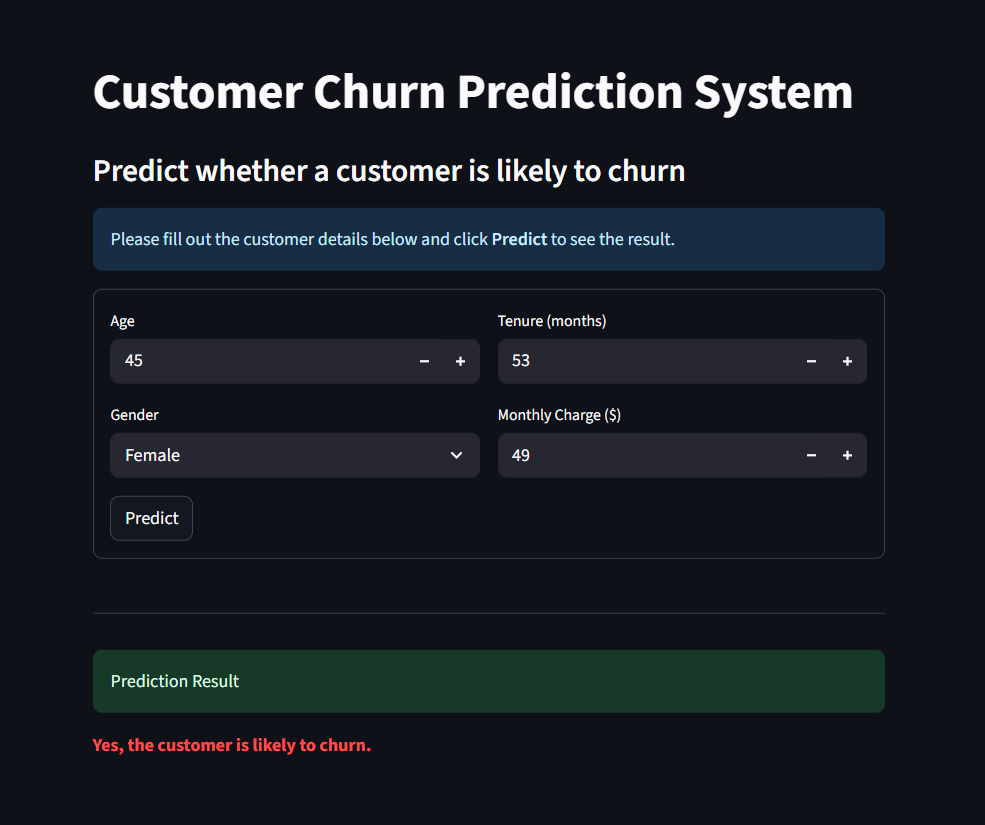 Customer Churn Prediction System
Predict whether a customer is likely to churn
Please fill out the customer details below and click Predict to see the result.
Age
45
Tenure (months)
53
Gender
Female
Monthly Charge ($)
49
Predict
Prediction Result
Yes, the customer is likely to churn.